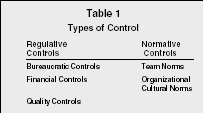 Table 1
Types of Control
Regulative Normative
Controls Controls
Bureaucratic Controls Team Norms
Financial Controls Organizational
Cultural Norms
Quality Controls